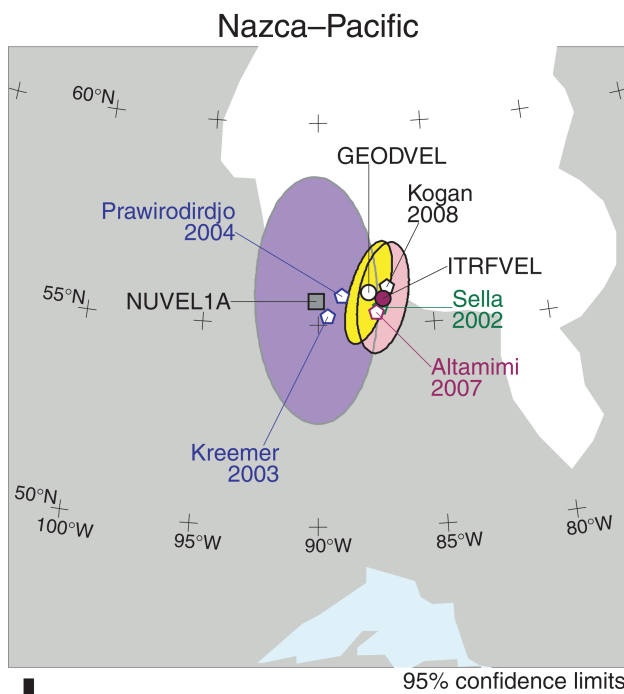 Nazca–Pacific
60°N
GEODVEL
Kogan
2008
Prawirodirdjo
2004
ITRFVEL
NUVEL1A
55°N
Sella
2002
Altamimi
2007
Kreemer
2003
50°N
100°W
95°W
90°W
85°W
80°W
95% confidence limits